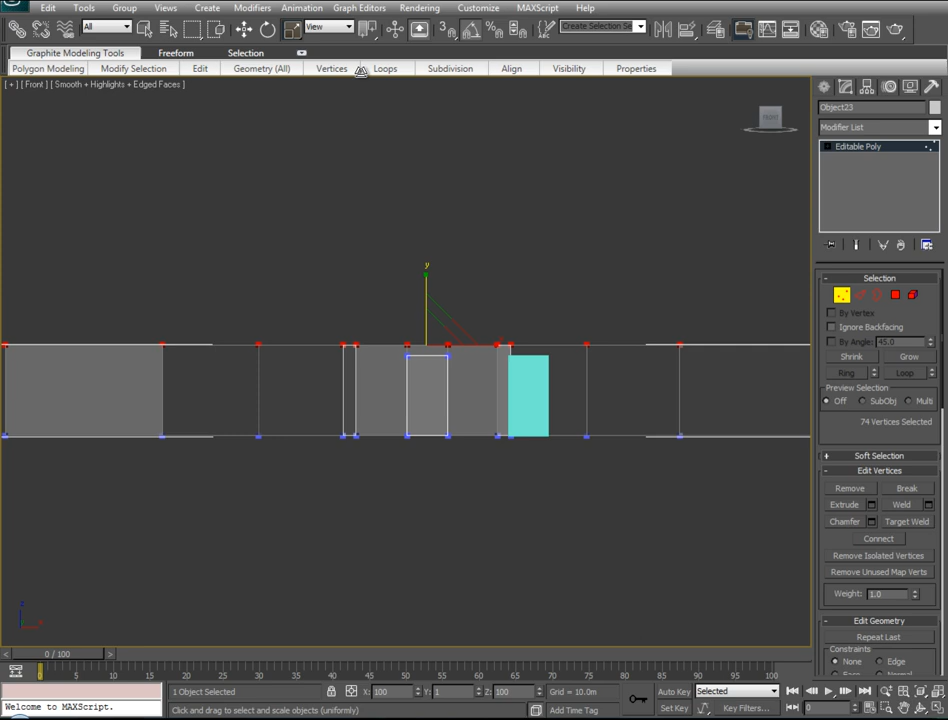 Edit Tools Group Views Create Modifiers Animation Graph Editors Rendering Customize MAXScript Help
All View Create Selection Se
Graphite Modeling Tools Freeform Selection
Polygon Modeling Modify Selection Edit Geometry (All) Vertices Loops Subdivision Align Visibility Properties
[ + ] [ Front ] [ Smooth + Highlights + Edged Faces ]
FRONT
Object23
Modifier List
Editable Poly
y
- Selection
By Vertex
Ignore Backfacing
By Angle: 45.0
Shrink Grow
Ring Loop
Preview Selection
Off SubObj Multi
74 Vertices Selected
+ Soft Selection
- Edit Vertices
Remove Break
Extrude Weld
Chamfer Target Weld
Connect
Remove Isolated Vertices
Remove Unused Map Verts
Weight: 1.0
- Edit Geometry
Repeat Last
Constraints
None Edge
z
x
< 0 / 100 >
0 5 10 15 20 25 30 35 40 45 50 55 60 65 70 75 80 85 90 95 100
1 Object Selected X: 100 Y: 1 Z: 100 Grid = 10.0m Auto Key Selected
Welcome to MAXScript. Click and drag to select and scale objects (uniformly) Add Time Tag Set Key Key Filters... 0